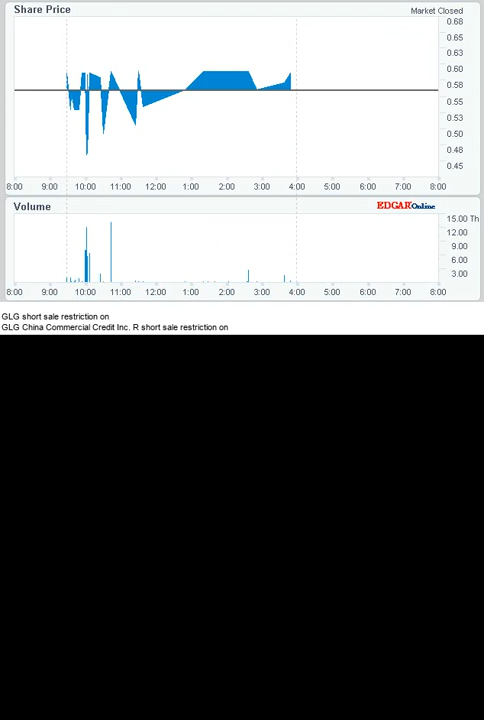 Share Price
Market Closed
0.68
0.65
0.63
0.60
0.58
0.55
0.53
0.50
0.48
0.45
8:00 9:00 10:00 11:00 12:00 1:00 2:00 3:00 4:00 5:00 6:00 7:00 8:00
Volume
EDGAR Online
15.00 Th
12.00
9.00
6.00
3.00
8:00 9:00 10:00 11:00 12:00 1:00 2:00 3:00 4:00 5:00 6:00 7:00 8:00
GLG short sale restriction on
GLG China Commercial Credit Inc. R short sale restriction on